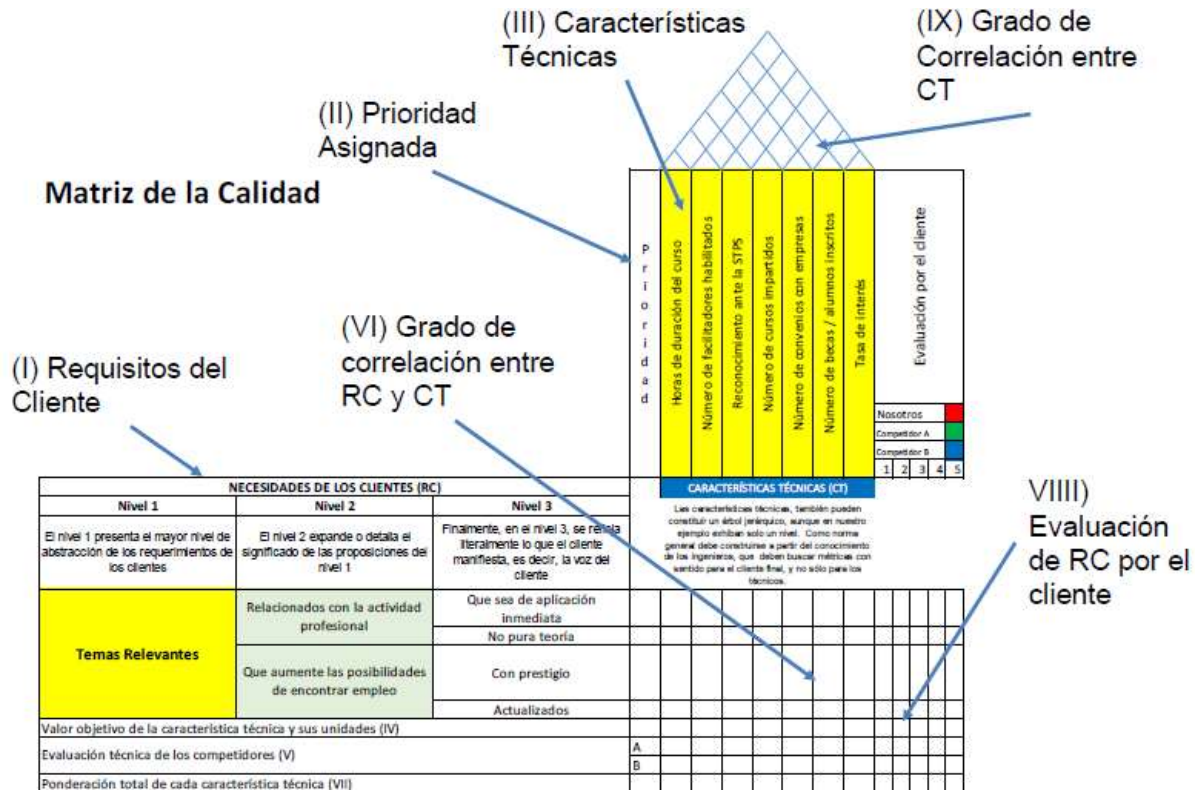 (III) Características
Técnicas
(IX) Grado de
Correlación entre
CT
(II) Prioridad
Asignada
Matriz de la Calidad
(VI) Grado de
correlación entre
RC y CT
(I) Requisitos del
Cliente
Prioridad
Horas de duración del curso
Número de facilitadores habilitados
Reconocimiento ante la STPS
Número de cursos impartidos
Número de convenios con empresas
Número de becas / alumnos inscritos
Tasa de interés
Evaluación por el cliente
Nosotros
Competidor A
Competidor B
1 2 3 4 5
NECESIDADES DE LOS CLIENTES (RC)
Nivel 1 Nivel 2 Nivel 3
El nivel 1 presenta el mayor nivel de
abstracción de los requerimientos de
los clientes
El nivel 2 expande o detalla el
significado de las proposiciones del
nivel 1
Finalmente, en el nivel 3, se refleja
literalmente lo que el cliente
manifiesta, es decir, la voz del
cliente
CARACTERÍSTICAS TÉCNICAS (CT)
Las características técnicas, también pueden
constituir un árbol jerárquico, aunque en nuestro
ejemplo exhiban solo un nivel. Como norma
general debe construirse a partir del conocimiento
de los ingenieros, que deben buscar métricas con
sentido para el cliente final, y no sólo para los
técnicos.
VIIII)
Evaluación
de RC por el
cliente
Temas Relevantes
Relacionados con la actividad
profesional
Que sea de aplicación
inmediata
No pura teoría
Que aumente las posibilidades
de encontrar empleo
Con prestigio
Actualizados
Valor objetivo de la característica técnica y sus unidades (IV)
Evaluación técnica de los competidores (V)
A
B
Ponderación total de cada característica técnica (VII)